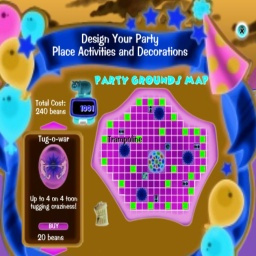 Design Your Party
Place Activities and Decorations
PARTY GROUNDS MAP
Total Cost:
240 beans
Trampoline
Tug-o-war
Up to 4 on 4 toon
tugging craziness!
BUY
20 beans